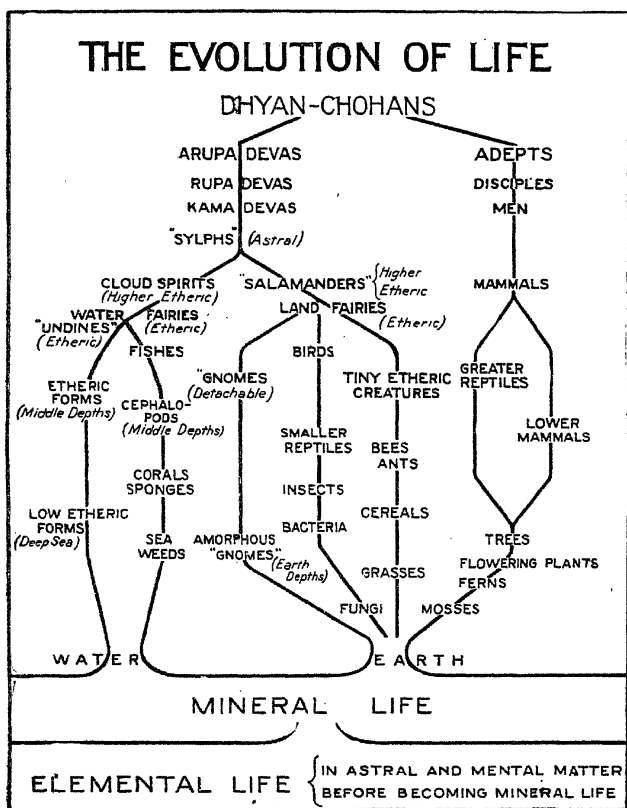 THE EVOLUTION OF LIFE
DHYAN-CHOHANS
ARUPA DEVAS
ADEPTS
RUPA DEVAS
DISCIPLES
KAMA DEVAS
MEN
"SYLPHS" (Astral)
CLOUD SPIRITS
(Higher Etheric)
"SALAMANDERS" {Higher
Etheric
MAMMALS
WATER FAIRIES
"UNDINES" (Etheric)
(Etheric)
LAND FAIRIES
(Etheric)
FISHES
BIRDS
ETHERIC
FORMS
(Middle Depths)
CEPHALO-
PODS
(Middle Depths)
"GNOMES
(Detachable)
TINY ETHERIC
CREATURES
GREATER
REPTILES
LOWER
MAMMALS
SMALLER
REPTILES
BEES
ANTS
CORALS
SPONGES
INSECTS
CEREALS
LOW ETHERIC
FORMS
(Deep Sea)
SEA
WEEDS
AMORPHOUS
"GNOMES" (Earth
Depths)
BACTERIA
GRASSES
TREES
FLOWERING PLANTS
FERNS
FUNGI
MOSSES
WATER
EARTH
MINERAL LIFE
ELEMENTAL LIFE { IN ASTRAL AND MENTAL MATTER
BEFORE BECOMING MINERAL LIFE